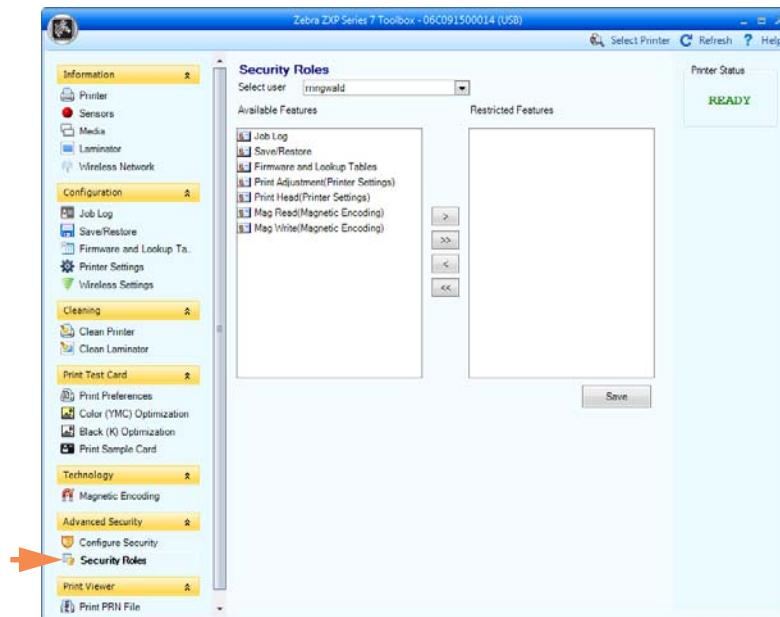 Zebra ZXP Series 7 Toolbox - 06C091500014 (USB)
Select Printer Refresh ? Help
Information
Printer
Sensors
Media
Laminator
Wireless Network
Configuration
Job Log
Save/Restore
Firmware and Lookup Ta..
Printer Settings
Wireless Settings
Cleaning
Clean Printer
Clean Laminator
Print Test Card
Print Preferences
Color (YMC) Optimization
Black (K) Optimization
Print Sample Card
Technology
Magnetic Encoding
Advanced Security
Configure Security
Security Roles
Print Viewer
Print PRN File
Security Roles
Select user mringwald
Available Features
Job Log
Save/Restore
Firmware and Lookup Tables
Print Adjustment(Printer Settings)
Print Head(Printer Settings)
Mag Read(Magnetic Encoding)
Mag Write(Magnetic Encoding)
>
>>
<
<<
Restricted Features
Save
Printer Status
READY